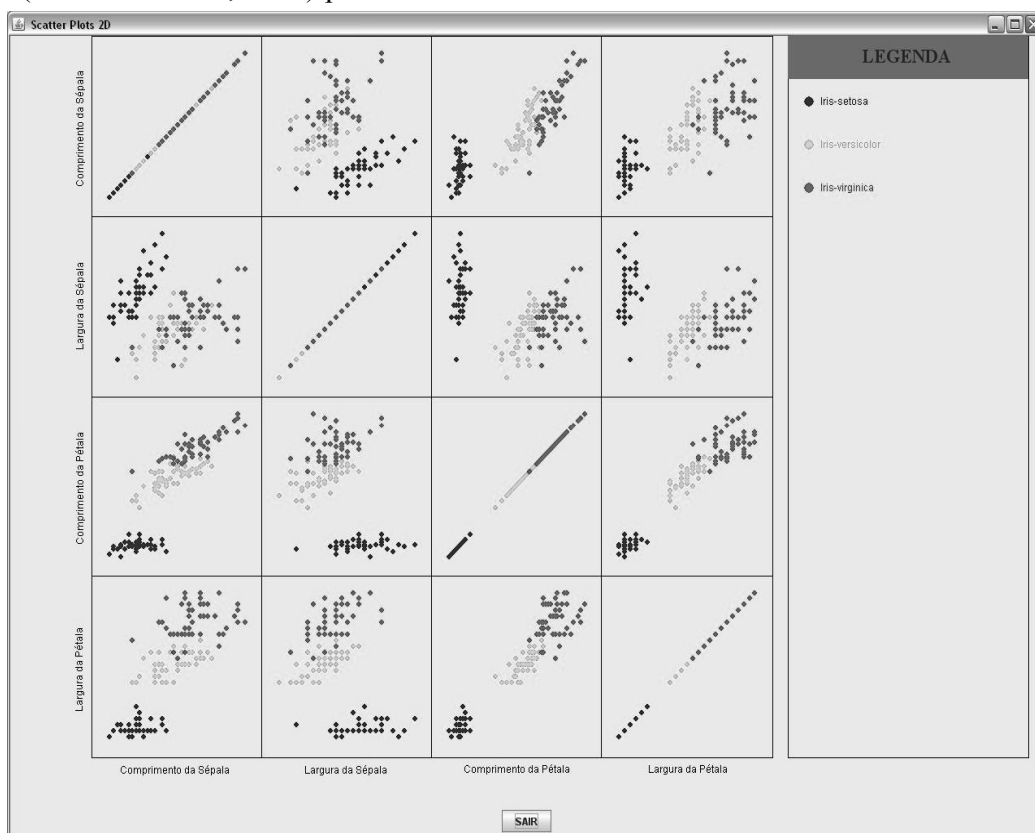 Scatter Plots 2D
Comprimento da Sépala
Largura da Sépala
Comprimento da Pétala
Largura da Pétala
Comprimento da Sépala
Largura da Sépala
Comprimento da Pétala
Largura da Pétala
LEGENDA
Iris-setosa
Iris-versicolor
Iris-virginica
SAIR